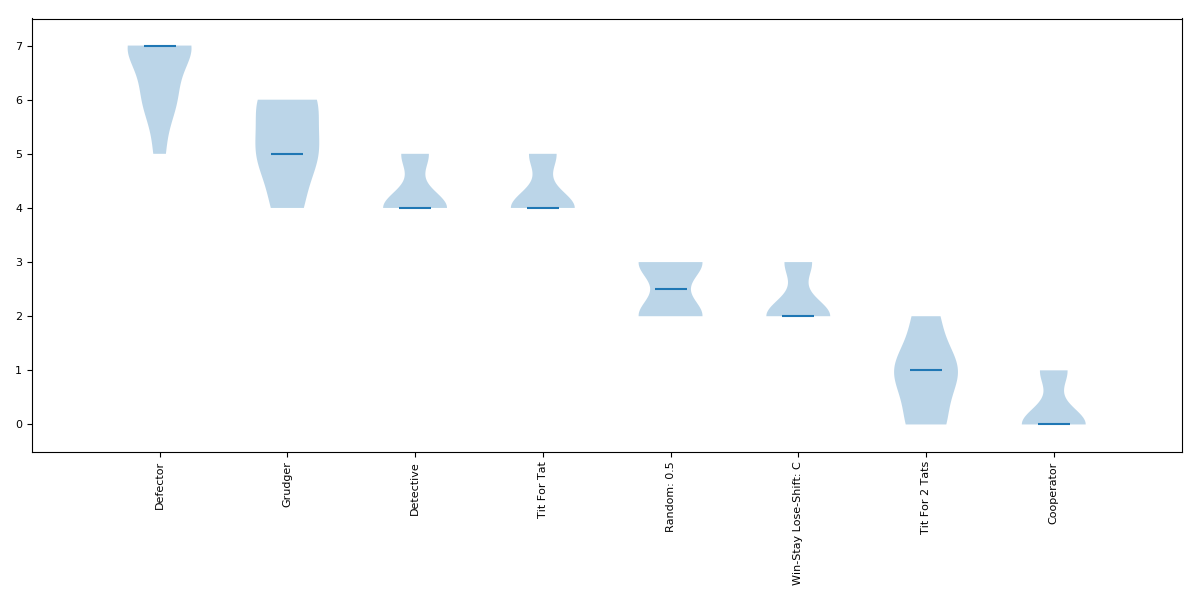 7
6
5
4
3
2
1
0
Defector
Grudger
Detective
Tit For Tat
Random: 0.5
Win-Stay Lose-Shift: C
Tit For 2 Tats
Cooperator